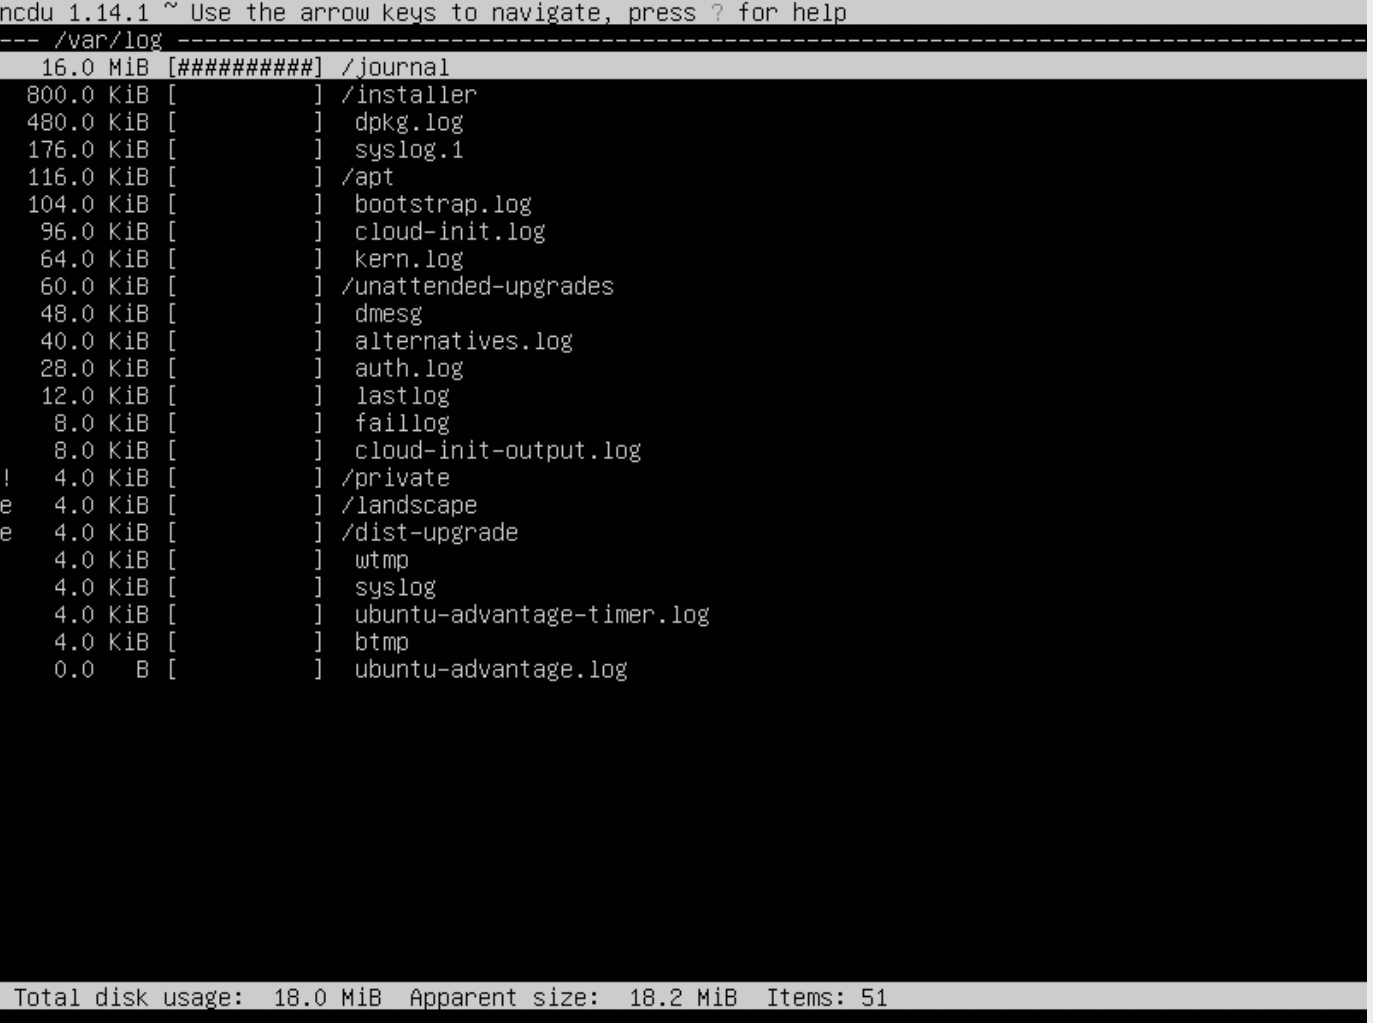 ncdu 1.14.1 ~ Use the arrow keys to navigate, press ? for help
--- /var/log ---------------------------------------------------------------------------------------
   16.0 MiB [##########] /journal
  800.0 KiB [          ] /installer
  480.0 KiB [          ]  dpkg.log
  176.0 KiB [          ]  syslog.1
  116.0 KiB [          ] /apt
  104.0 KiB [          ]  bootstrap.log
   96.0 KiB [          ]  cloud-init.log
   64.0 KiB [          ]  kern.log
   60.0 KiB [          ] /unattended-upgrades
   48.0 KiB [          ]  dmesg
   40.0 KiB [          ]  alternatives.log
   28.0 KiB [          ]  auth.log
   12.0 KiB [          ]  lastlog
    8.0 KiB [          ]  faillog
    8.0 KiB [          ]  cloud-init-output.log
!   4.0 KiB [          ] /private
e   4.0 KiB [          ] /landscape
e   4.0 KiB [          ] /dist-upgrade
    4.0 KiB [          ]  wtmp
    4.0 KiB [          ]  syslog
    4.0 KiB [          ]  ubuntu-advantage-timer.log
    4.0 KiB [          ]  btmp
    0.0   B [          ]  ubuntu-advantage.log
 Total disk usage:  18.0 MiB  Apparent size:  18.2 MiB  Items: 51